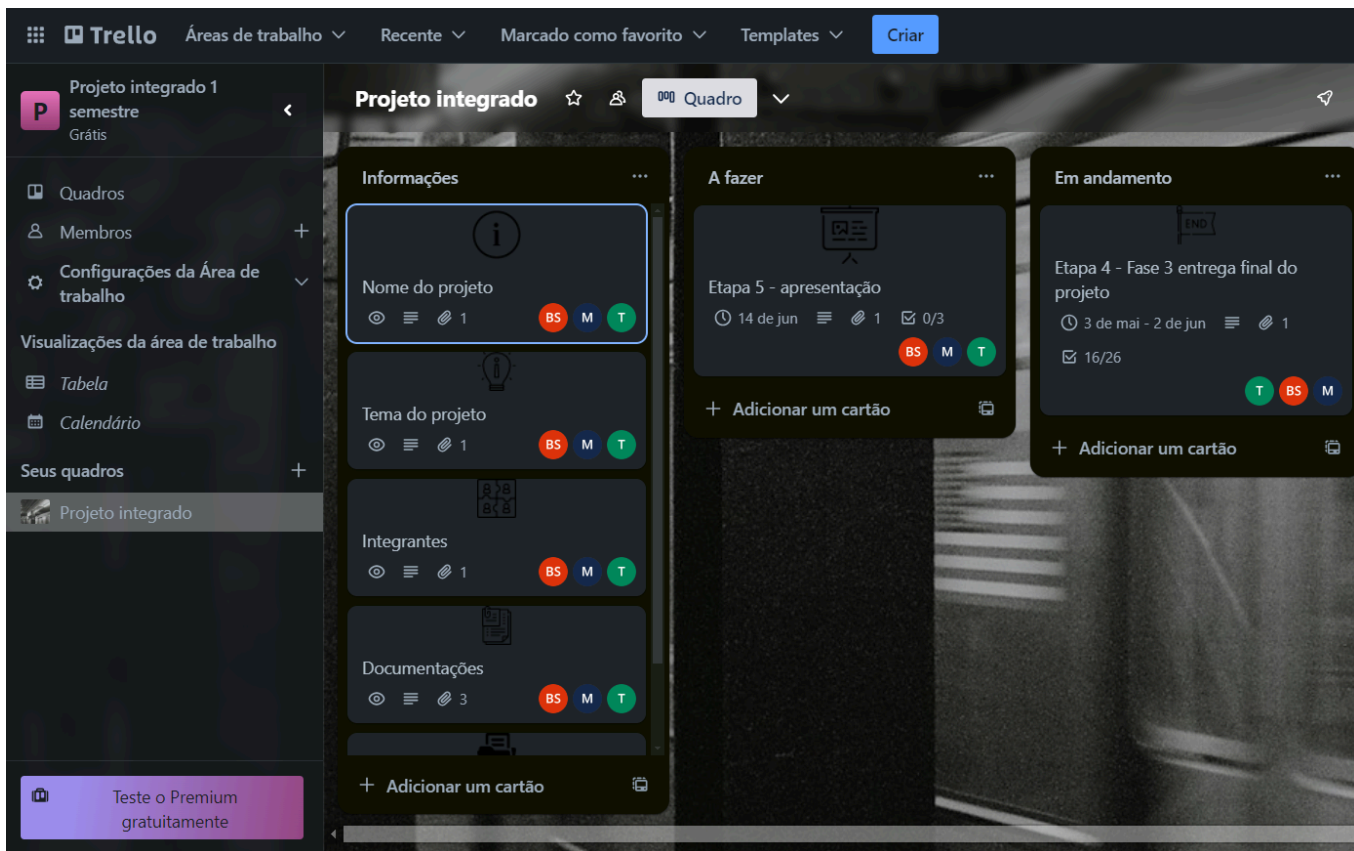 Trello
Áreas de trabalho
Recente
Marcado como favorito
Templates
Criar
P
Projeto integrado 1
semestre
Grátis
Quadros
Membros
Configurações da Área de
trabalho
Visualizações da área de trabalho
Tabela
Calendário
Seus quadros
Projeto integrado
Teste o Premium
gratuitamente
Projeto integrado
Quadro
Informações
Nome do projeto
1
BS M T
Tema do projeto
1
BS M T
Integrantes
1
BS M T
Documentações
3
BS M T
Adicionar um cartão
A fazer
Etapa 5 - apresentação
14 de jun 1 0/3
BS M T
Adicionar um cartão
Em andamento
END
Etapa 4 - Fase 3 entrega final do
projeto
3 de mai - 2 de jun 1
16/26
T BS M
Adicionar um cartão